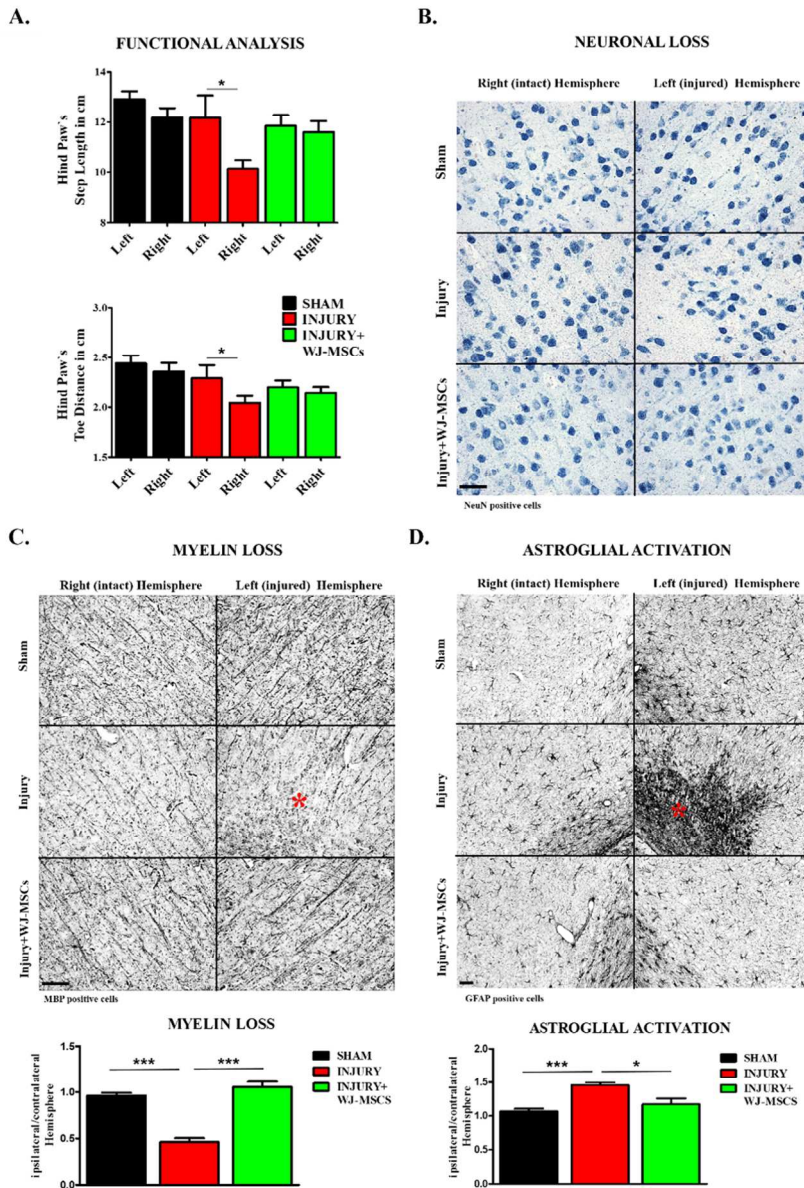 A.
FUNCTIONAL ANALYSIS
Hind Paw's
Step Length in cm
14
12
10
8
*
Left
Right
Left
Right
Left
Right
Hind Paw's
Toe Distance in cm
3.0
2.5
2.0
1.5
*
SHAM
INJURY
INJURY+
WJ-MSCs
Left
Right
Left
Right
Left
Right
B.
NEURONAL LOSS
Right (intact) Hemisphere
Left (injured) Hemisphere
Sham
Injury
Injury+WJ-MSCs
NeuN positive cells
C.
MYELIN LOSS
Right (intact) Hemisphere
Left (injured) Hemisphere
Sham
Injury
*
Injury+WJ-MSCs
MBP positive cells
MYELIN LOSS
ipsilateral/contralateral
Hemisphere
1.5
1.0
0.5
0.0
***
***
SHAM
INJURY
INJURY+
WJ-MSCS
D.
ASTROGLIAL ACTIVATION
Right (intact) Hemisphere
Left (injured) Hemisphere
Sham
Injury
*
Injury+WJ-MSCs
GFAP positive cells
ASTROGLIAL ACTIVATION
ipsilateral/contralateral
Hemisphere
2.0
1.5
1.0
0.5
0.0
***
*
SHAM
INJURY
INJURY+
WJ-MSCS